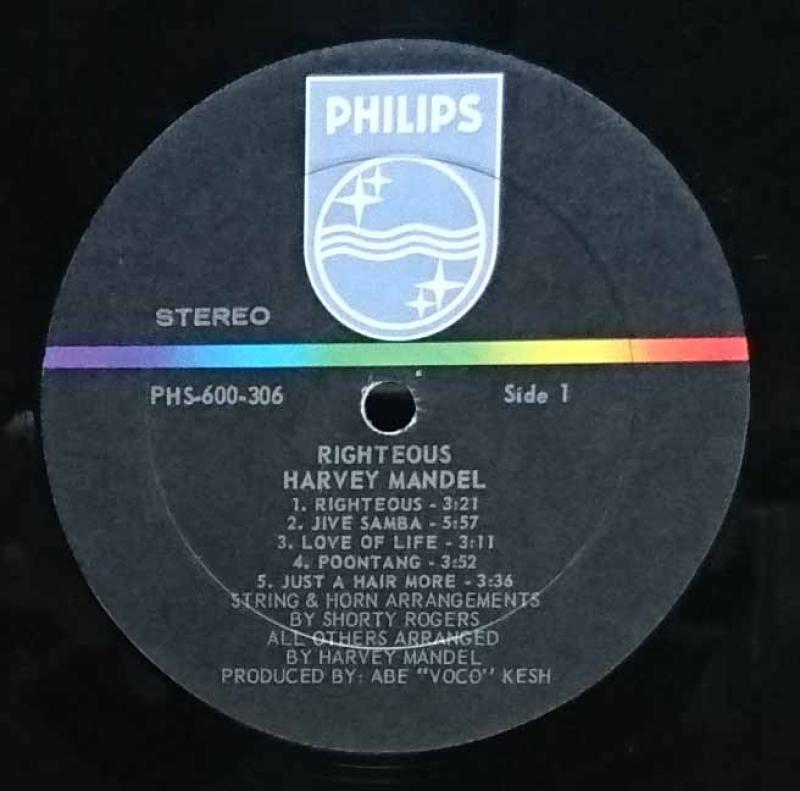 PHILIPS
STEREO
PHS-600-306 Side 1
RIGHTEOUS
HARVEY MANDEL
1. RIGHTEOUS - 3:21
2. JIVE SAMBA - 5:57
3. LOVE OF LIFE - 3:11
4. POONTANG - 3:52
5. JUST A HAIR MORE - 3:36
STRING & HORN ARRANGEMENTS
BY SHORTY ROGERS
ALL OTHERS ARRANGED
BY HARVEY MANDEL
PRODUCED BY: ABE "VOCO" KESH